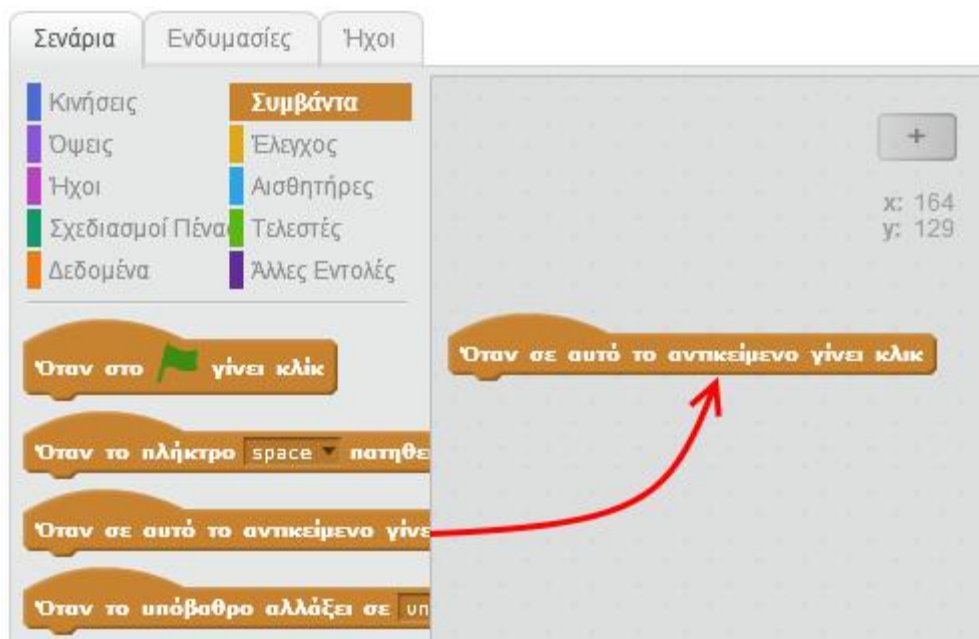 Σενάρια Ενδυμασίες Ήχοι
Κινήσεις Συμβάντα
Όψεις Έλεγχος
Ήχοι Αισθητήρες
Σχεδιασμοί Πένας Τελεστές
Δεδομένα Άλλες Εντολές
+
x: 164
y: 129
Όταν στο γίνει κλίκ
Όταν σε αυτό το αντικείμενο γίνει κλικ
Όταν το πλήκτρο space πατηθε
Όταν σε αυτό το αντικείμενο γίνε
Όταν το υπόβαθρο αλλάξει σε un